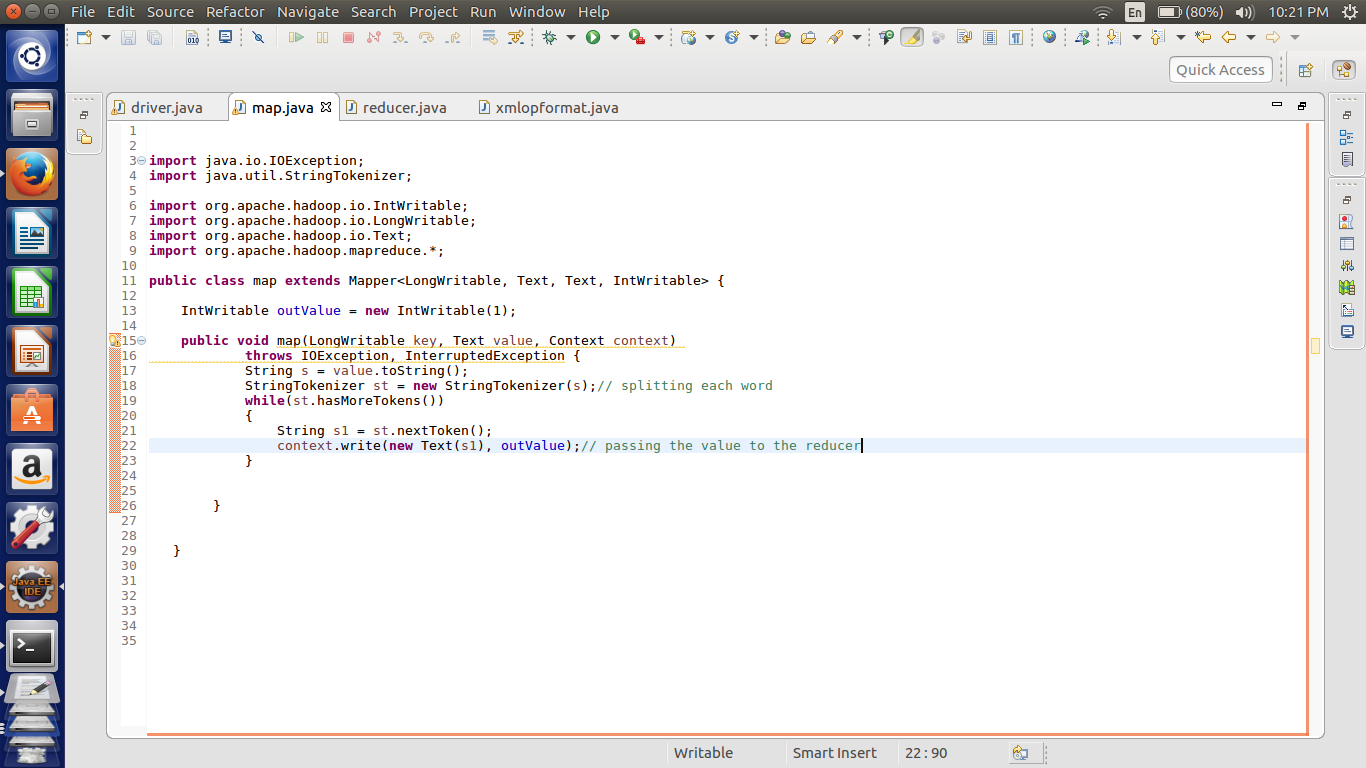 File Edit Source Refactor Navigate Search Project Run Window Help
En (80%) 10:21 PM
Quick Access
driver.java map.java reducer.java xmlopformat.java
1
2
3 import java.io.IOException;
4 import java.util.StringTokenizer;
5
6 import org.apache.hadoop.io.IntWritable;
7 import org.apache.hadoop.io.LongWritable;
8 import org.apache.hadoop.io.Text;
9 import org.apache.hadoop.mapreduce.*;
10
11 public class map extends Mapper<LongWritable, Text, Text, IntWritable> {
12
13 IntWritable outValue = new IntWritable(1);
14
15 public void map(LongWritable key, Text value, Context context)
16 throws IOException, InterruptedException {
17 String s = value.toString();
18 StringTokenizer st = new StringTokenizer(s);// splitting each word
19 while(st.hasMoreTokens())
20 {
21 String s1 = st.nextToken();
22 context.write(new Text(s1), outValue);// passing the value to the reducer
23 }
24
25
26 }
27
28
29 }
30
31
32
33
34
35
Java EE
IDE
Writable Smart Insert 22 : 90